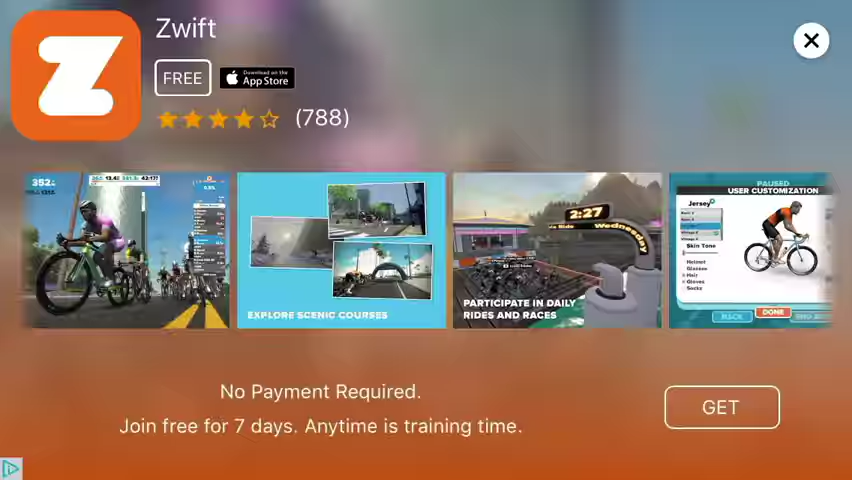 Zwift
FREE
Download on the
App Store
(788)
352
EXPLORE SCENIC COURSES
2:27
Wednesday
PARTICIPATE IN DAILY
RIDES AND RACES
PAUSED
USER CUSTOMIZATION
Jersey
Skin Tone
Helmet
Glasses
Hair
Gloves
Socks
BACK
DONE
No Payment Required.
Join free for 7 days. Anytime is training time.
GET